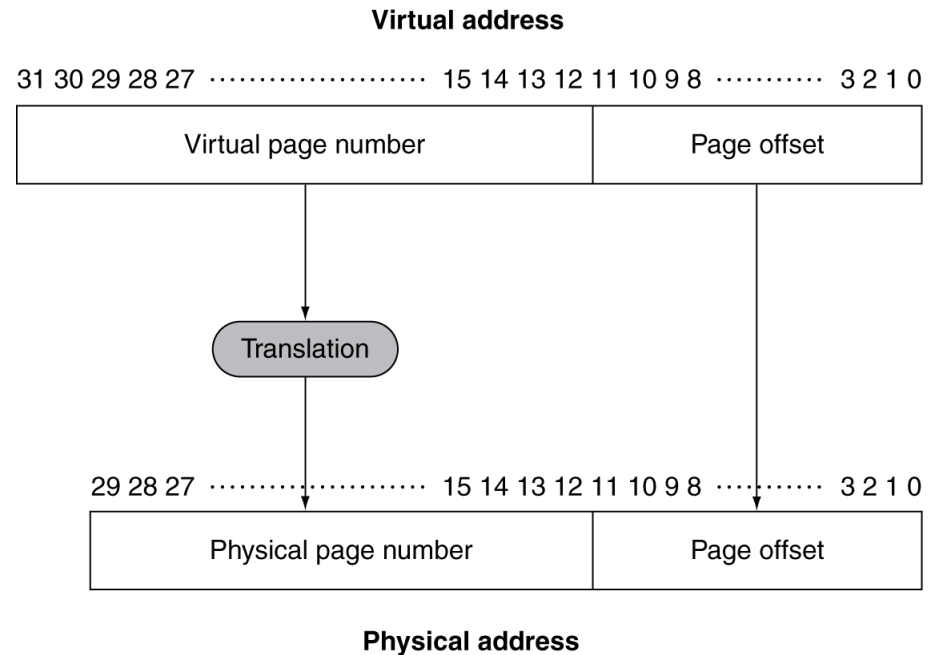 Virtual address
31 30 29 28 27 ······················ 15 14 13 12 11 10 9 8 ··········· 3 2 1 0
Virtual page number Page offset
Translation
29 28 27 ······················ 15 14 13 12 11 10 9 8 ··········· 3 2 1 0
Physical page number Page offset
Physical address